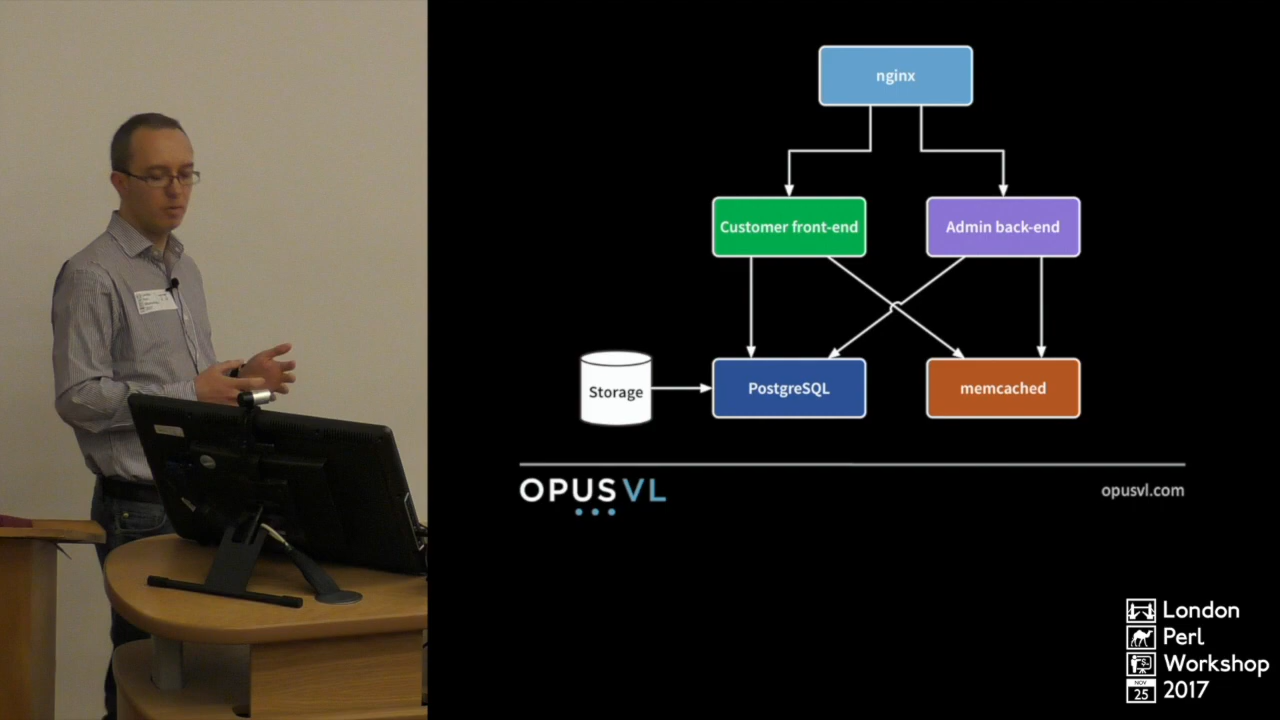 nginx
Customer front-end
Admin back-end
Storage
PostgreSQL
memcached
OPUSVL
opusvl.com
London
Perl
Workshop
NOV
25
2017